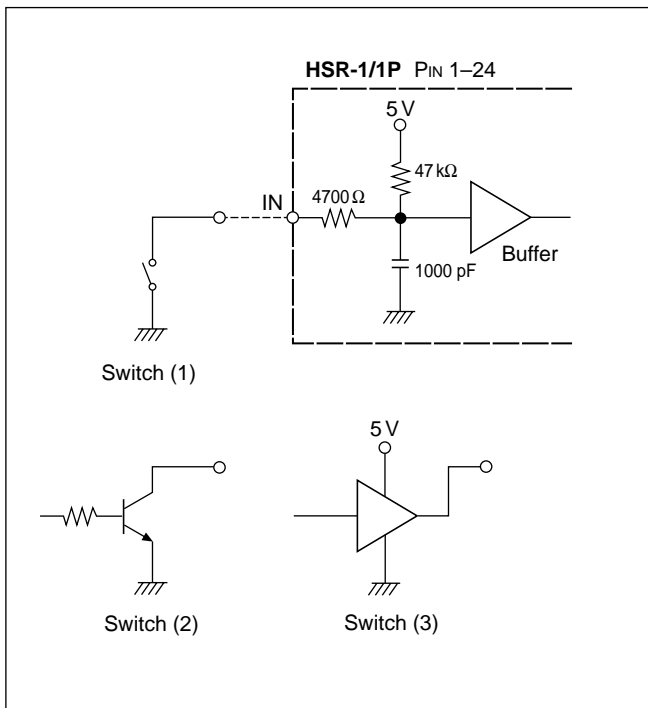 HSR-1/1P PIN 1–24
5 V
47 kΩ
IN
4700 Ω
Buffer
1000 pF
Switch (1)
5 V
Switch (2)
Switch (3)